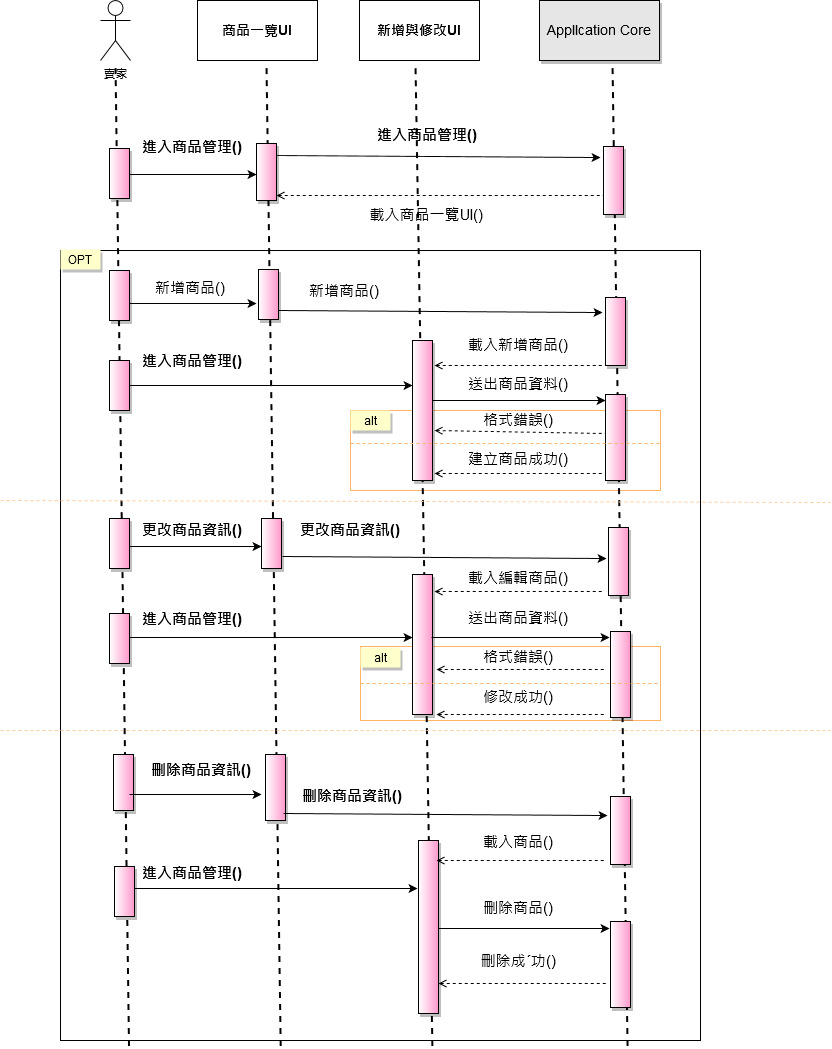 賣家
商品一覽UI
新增與修改UI
Application Core
進入商品管理()
進入商品管理()
載入商品一覽UI()
OPT
新增商品()
新增商品()
載入新增商品()
進入商品管理()
送出商品資料()
alt
格式錯誤()
建立商品成功()
更改商品資訊()
更改商品資訊()
載入編輯商品()
進入商品管理()
送出商品資料()
alt
格式錯誤()
修改成功()
刪除商品資訊()
刪除商品資訊()
載入商品()
進入商品管理()
刪除商品()
刪除成ˊ功()